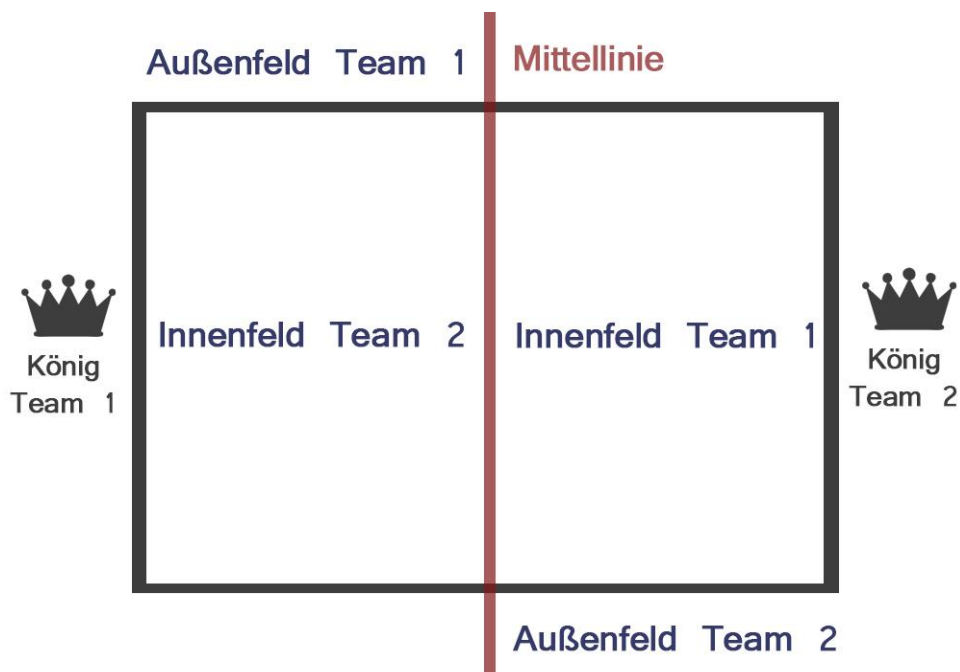 Außenfeld Team 1
Mittellinie
König
Team 1
Innenfeld Team 2
Innenfeld Team 1
König
Team 2
Außenfeld Team 2